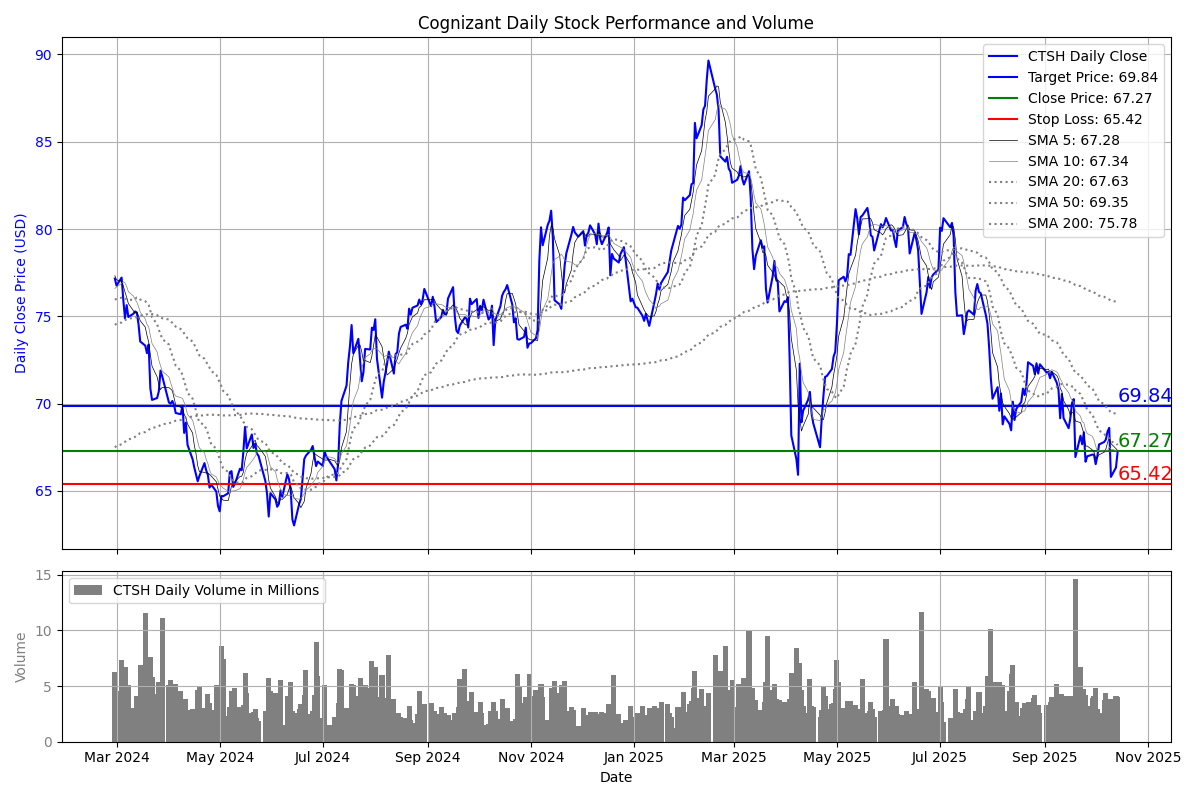 Cognizant Daily Stock Performance and Volume
90
85
80
75
70
65
Daily Close Price (USD)
CTSH Daily Close
Target Price: 69.84
Close Price: 67.27
Stop Loss: 65.42
SMA 5: 67.28
SMA 10: 67.34
SMA 20: 67.63
SMA 50: 69.35
SMA 200: 75.78
69.84
67.27
65.42
15
10
5
0
Volume
CTSH Daily Volume in Millions
Mar 2024 May 2024 Jul 2024 Sep 2024 Nov 2024 Jan 2025 Mar 2025 May 2025 Jul 2025 Sep 2025 Nov 2025
Date